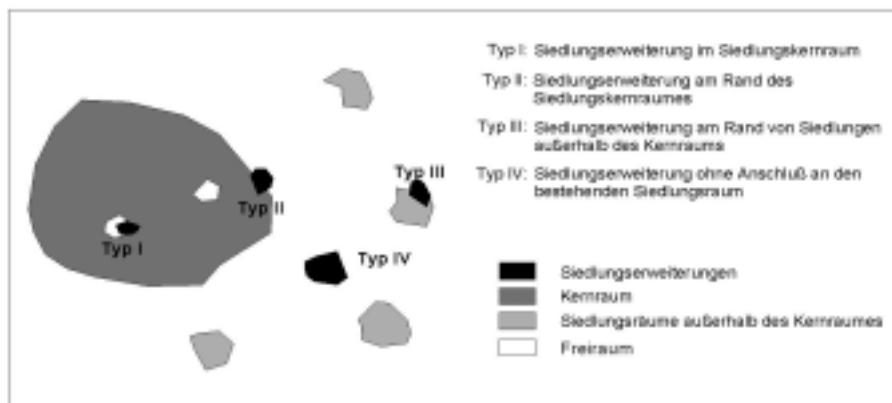 Typ I: Siedlungserweiterung im Siedlungskernraum
Typ II: Siedlungserweiterung am Rand des
Siedlungskernraumes
Typ III: Siedlungserweiterung am Rand von Siedlungen
außerhalb des Kernraums
Typ IV: Siedlungserweiterung ohne Anschluß an den
bestehenden Siedlungsraum
Typ III
Typ II
Typ I
Typ IV
Siedlungserweiterungen
Kernraum
Siedlungsräume außerhalb des Kernraumes
Freiraum